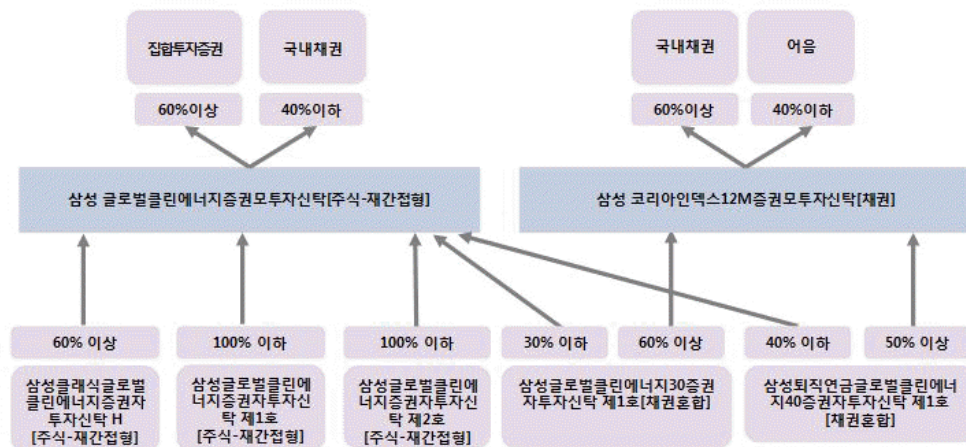 집합투자증권
국내채권
국내채권
어음
60%이상
40%이하
60%이상
40%이하
삼성 글로벌클린에너지증권모투자신탁[주식-재간접형]
삼성 코리아인덱스12M증권모투자신탁[채권]
60% 이상
100% 이하
100% 이하
30% 이하
60% 이상
40% 이하
50% 이상
삼성클래식글로벌
클린에너지증권자
투자신탁 H
[주식-재간접형]
삼성글로벌클린에
너지증권자투자신
탁 제1호
[주식-재간접형]
삼성글로벌클린에
너지증권자투자신
탁 제2호
[주식-재간접형]
삼성글로벌클린에너지30증권
자투자신탁 제1호[채권혼합]
삼성퇴직연금글로벌클린에너
지40증권자투자신탁 제1호
[채권혼합]